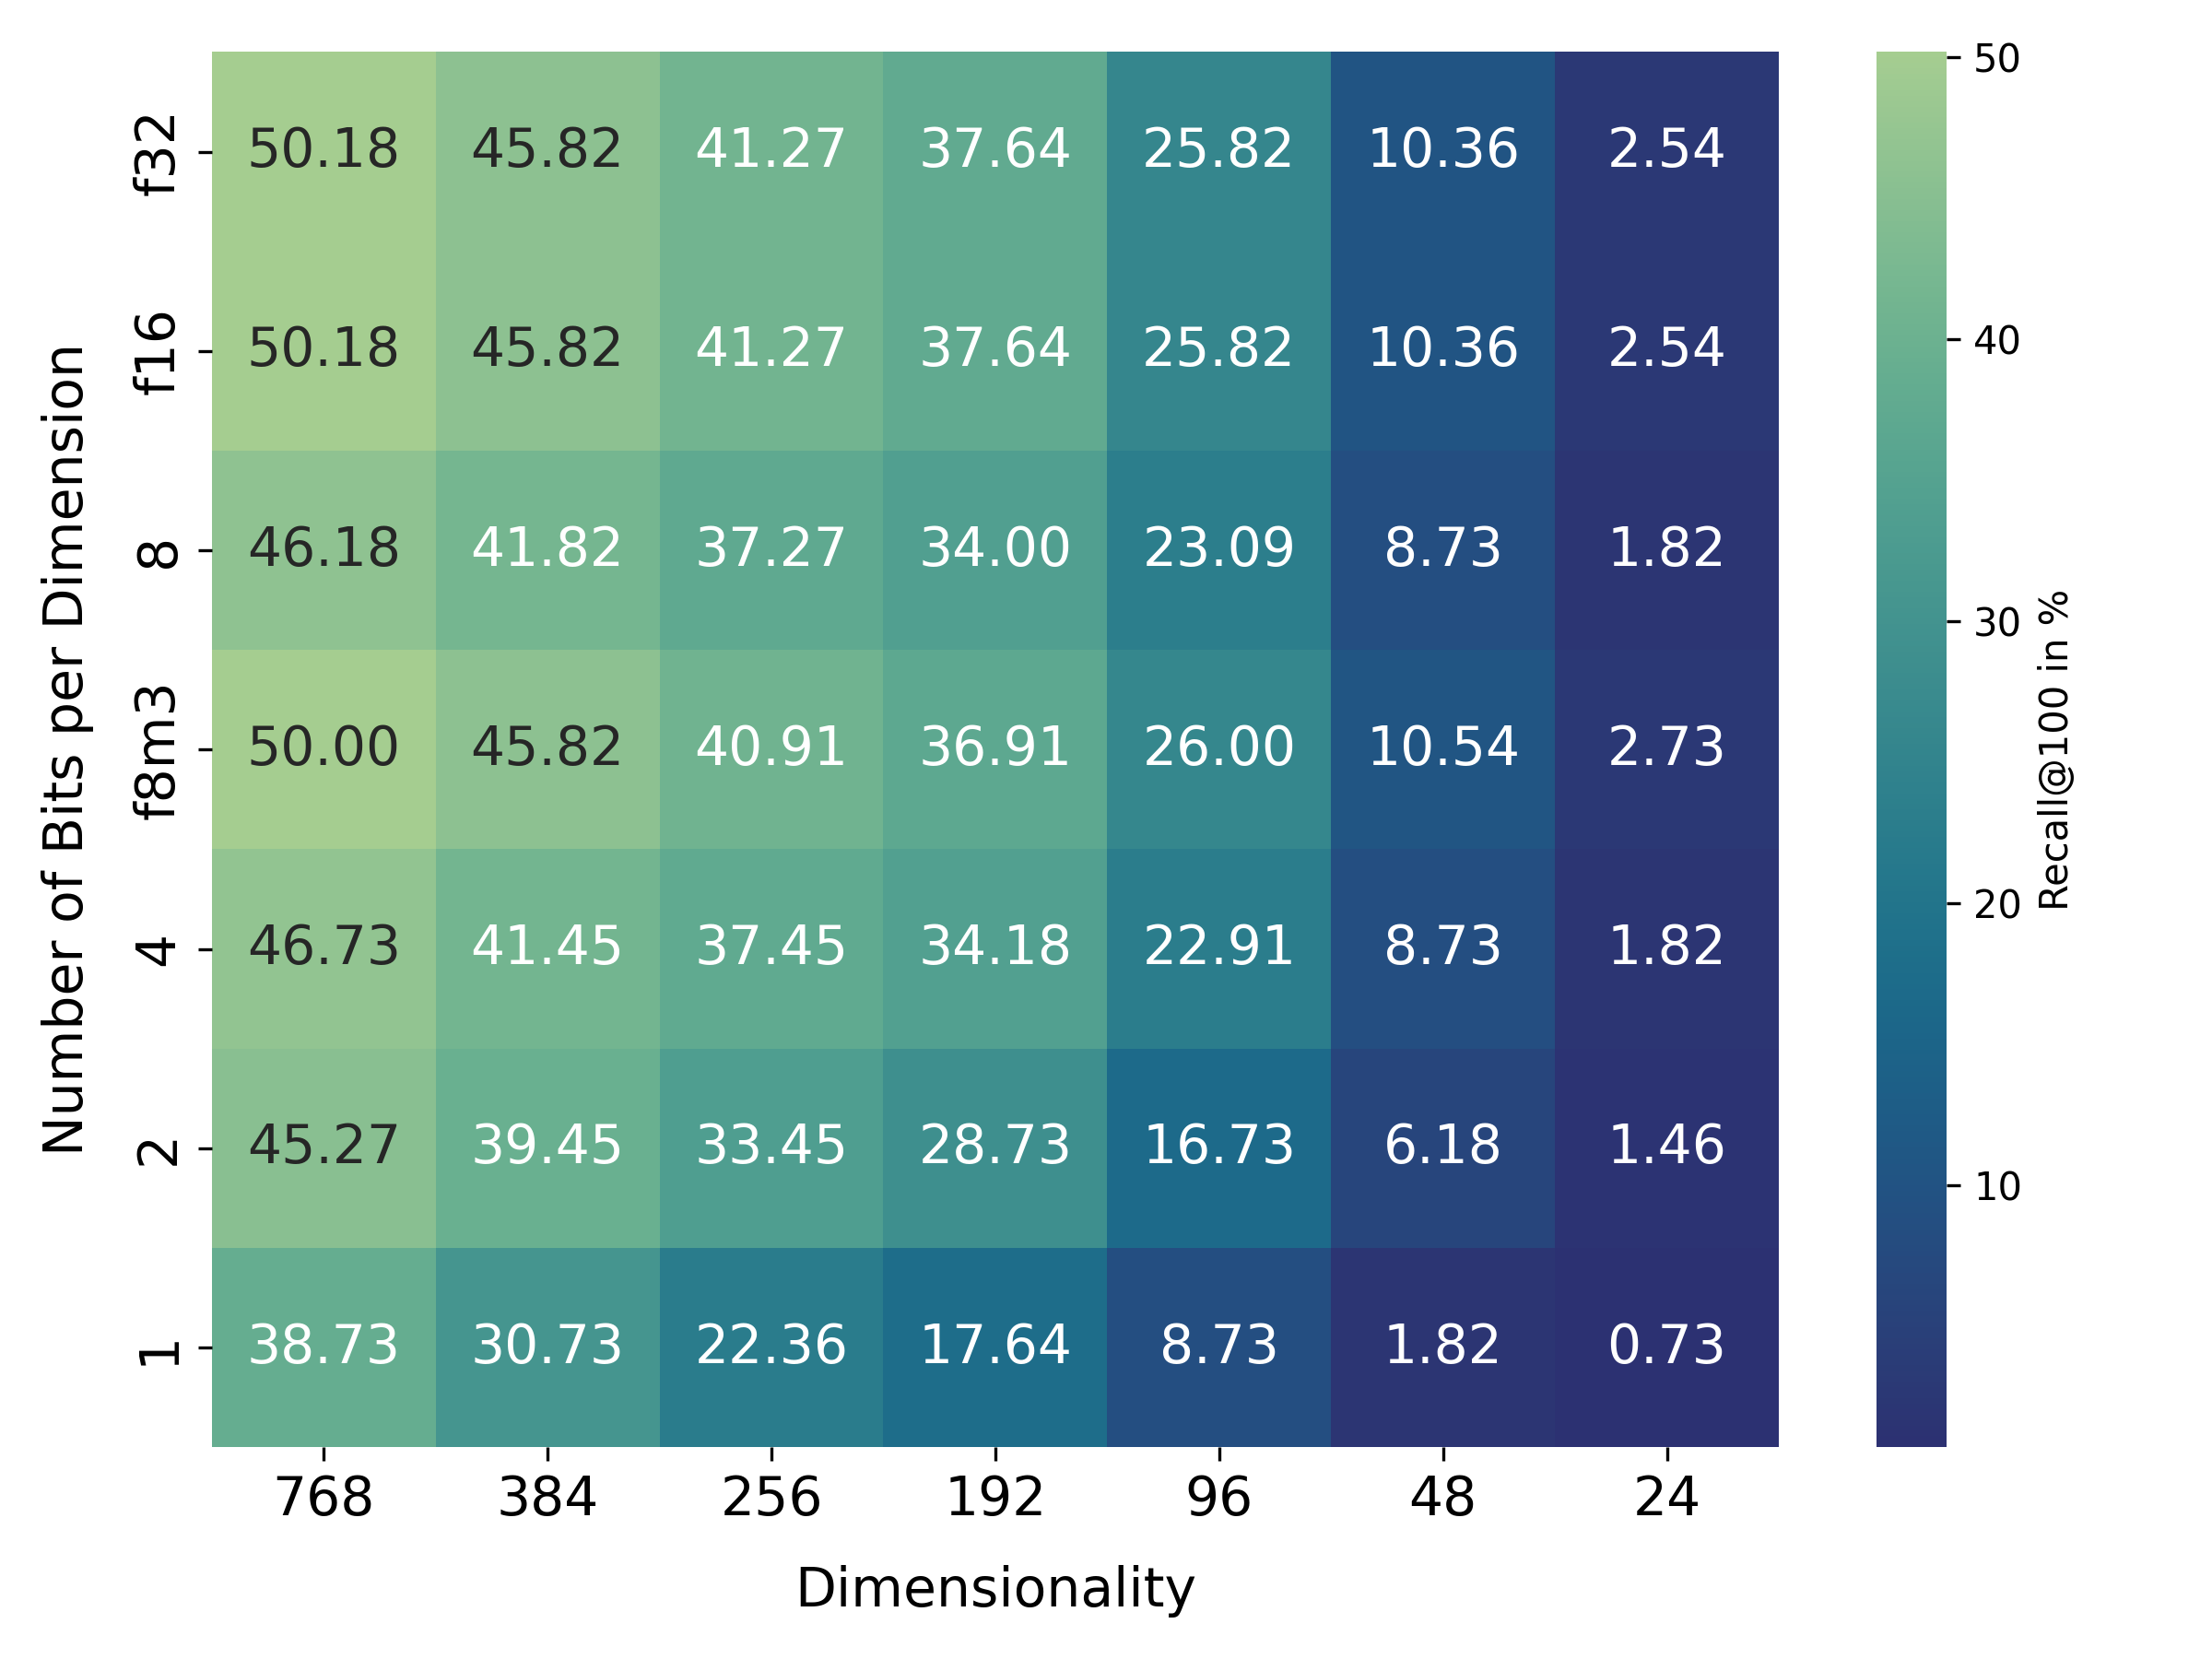 Number of Bits per Dimension
f32 50.18 45.82 41.27 37.64 25.82 10.36 2.54
f16 50.18 45.82 41.27 37.64 25.82 10.36 2.54
8 46.18 41.82 37.27 34.00 23.09 8.73 1.82
f8m3 50.00 45.82 40.91 36.91 26.00 10.54 2.73
4 46.73 41.45 37.45 34.18 22.91 8.73 1.82
2 45.27 39.45 33.45 28.73 16.73 6.18 1.46
1 38.73 30.73 22.36 17.64 8.73 1.82 0.73
768 384 256 192 96 48 24
Dimensionality
50
40
30
20
10
Recall@100 in %